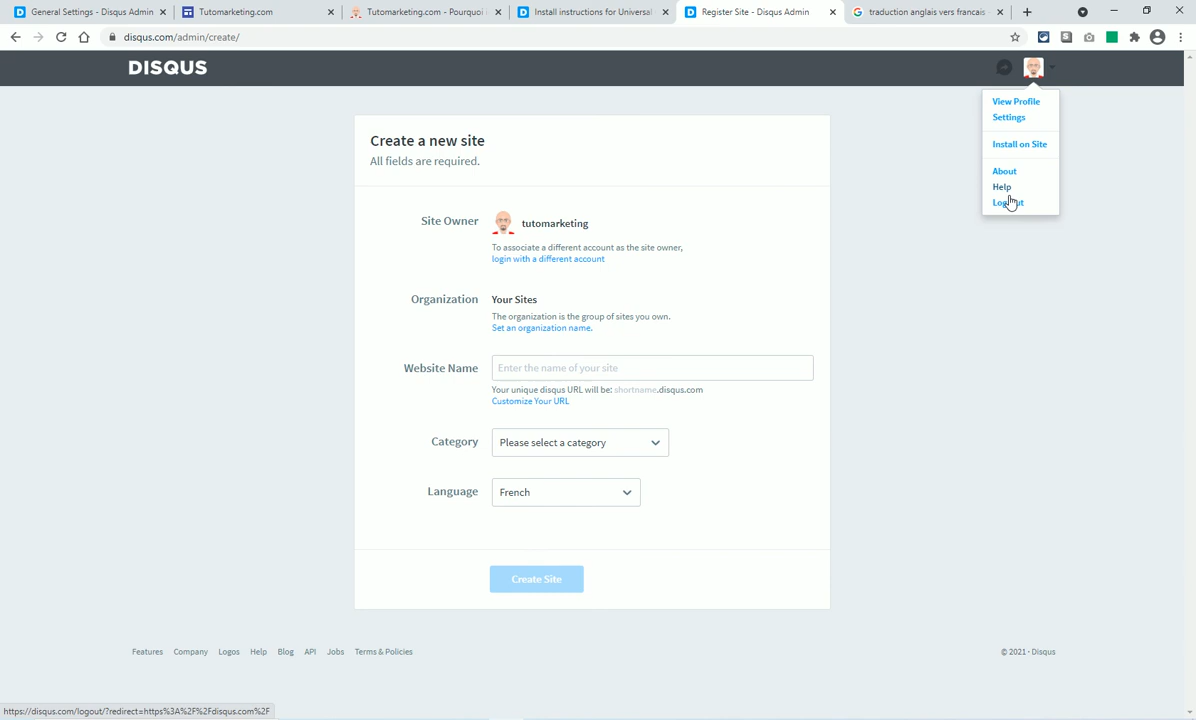 General Settings - Disqus Admin
Tutomarketing.com
Tutomarketing.com - Pourquoi
Install instructions for Universal
Register Site - Disqus Admin
traduction anglais vers francais
disqus.com/admin/create/
DISQUS
View Profile
Settings
Install on Site
About
Help
Logout
Create a new site
All fields are required.
Site Owner
tutomarketing
To associate a different account as the site owner,
login with a different account
Organization
Your Sites
The organization is the group of sites you own.
Set an organization name.
Website Name
Enter the name of your site
Your unique disqus URL will be: shortname.disqus.com
Customize Your URL
Category
Please select a category
Language
French
Create Site
Features Company Logos Help Blog API Jobs Terms & Policies
© 2021 · Disqus
https://disqus.com/logout/?redirect=https%3A%2F%2Fdisqus.com%2F